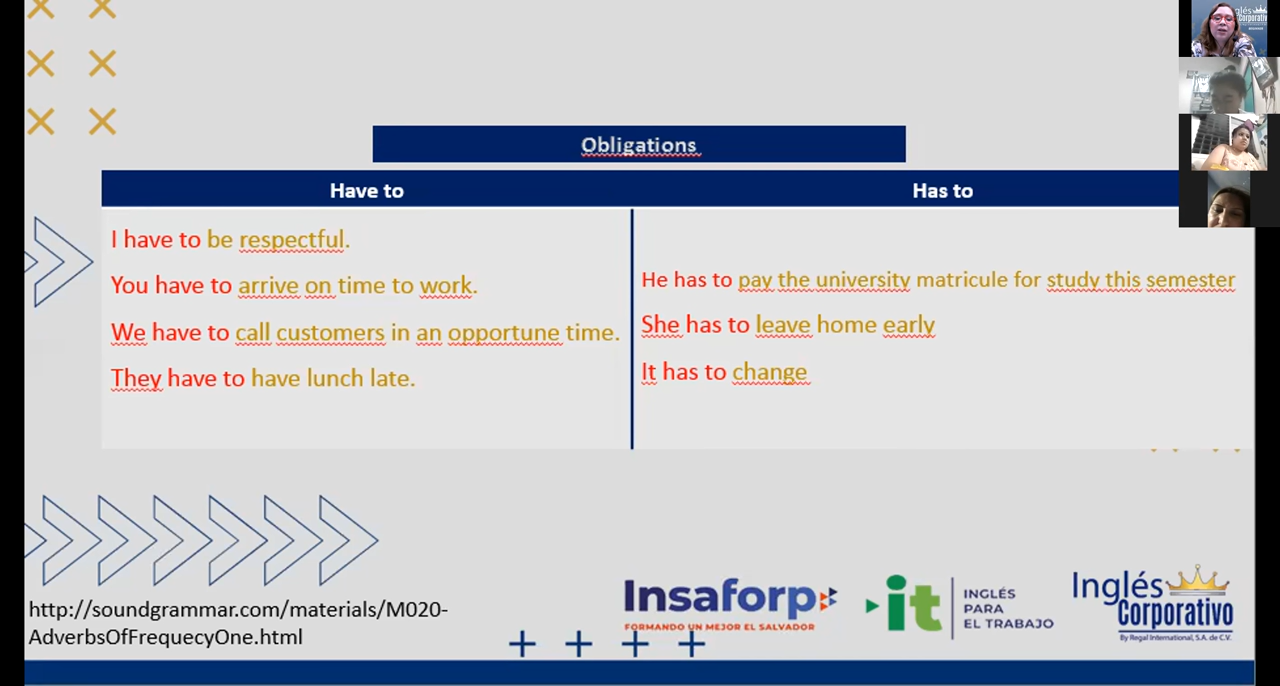 Obligations
Have to
Has to
I have to be respectful.
You have to arrive on time to work.
We have to call customers in an opportune time.
They have to have lunch late.
He has to pay the university matricule for study this semester
She has to leave home early
It has to change
http://soundgrammar.com/materials/M020-
AdverbsOfFrequecyOne.html
Insaforp
FORMANDO UN MEJOR EL SALVADOR
it
INGLÉS
PARA
EL TRABAJO
Inglés
Corporativo
By Regal International, S.A. de C.V.
glés
Corporativo